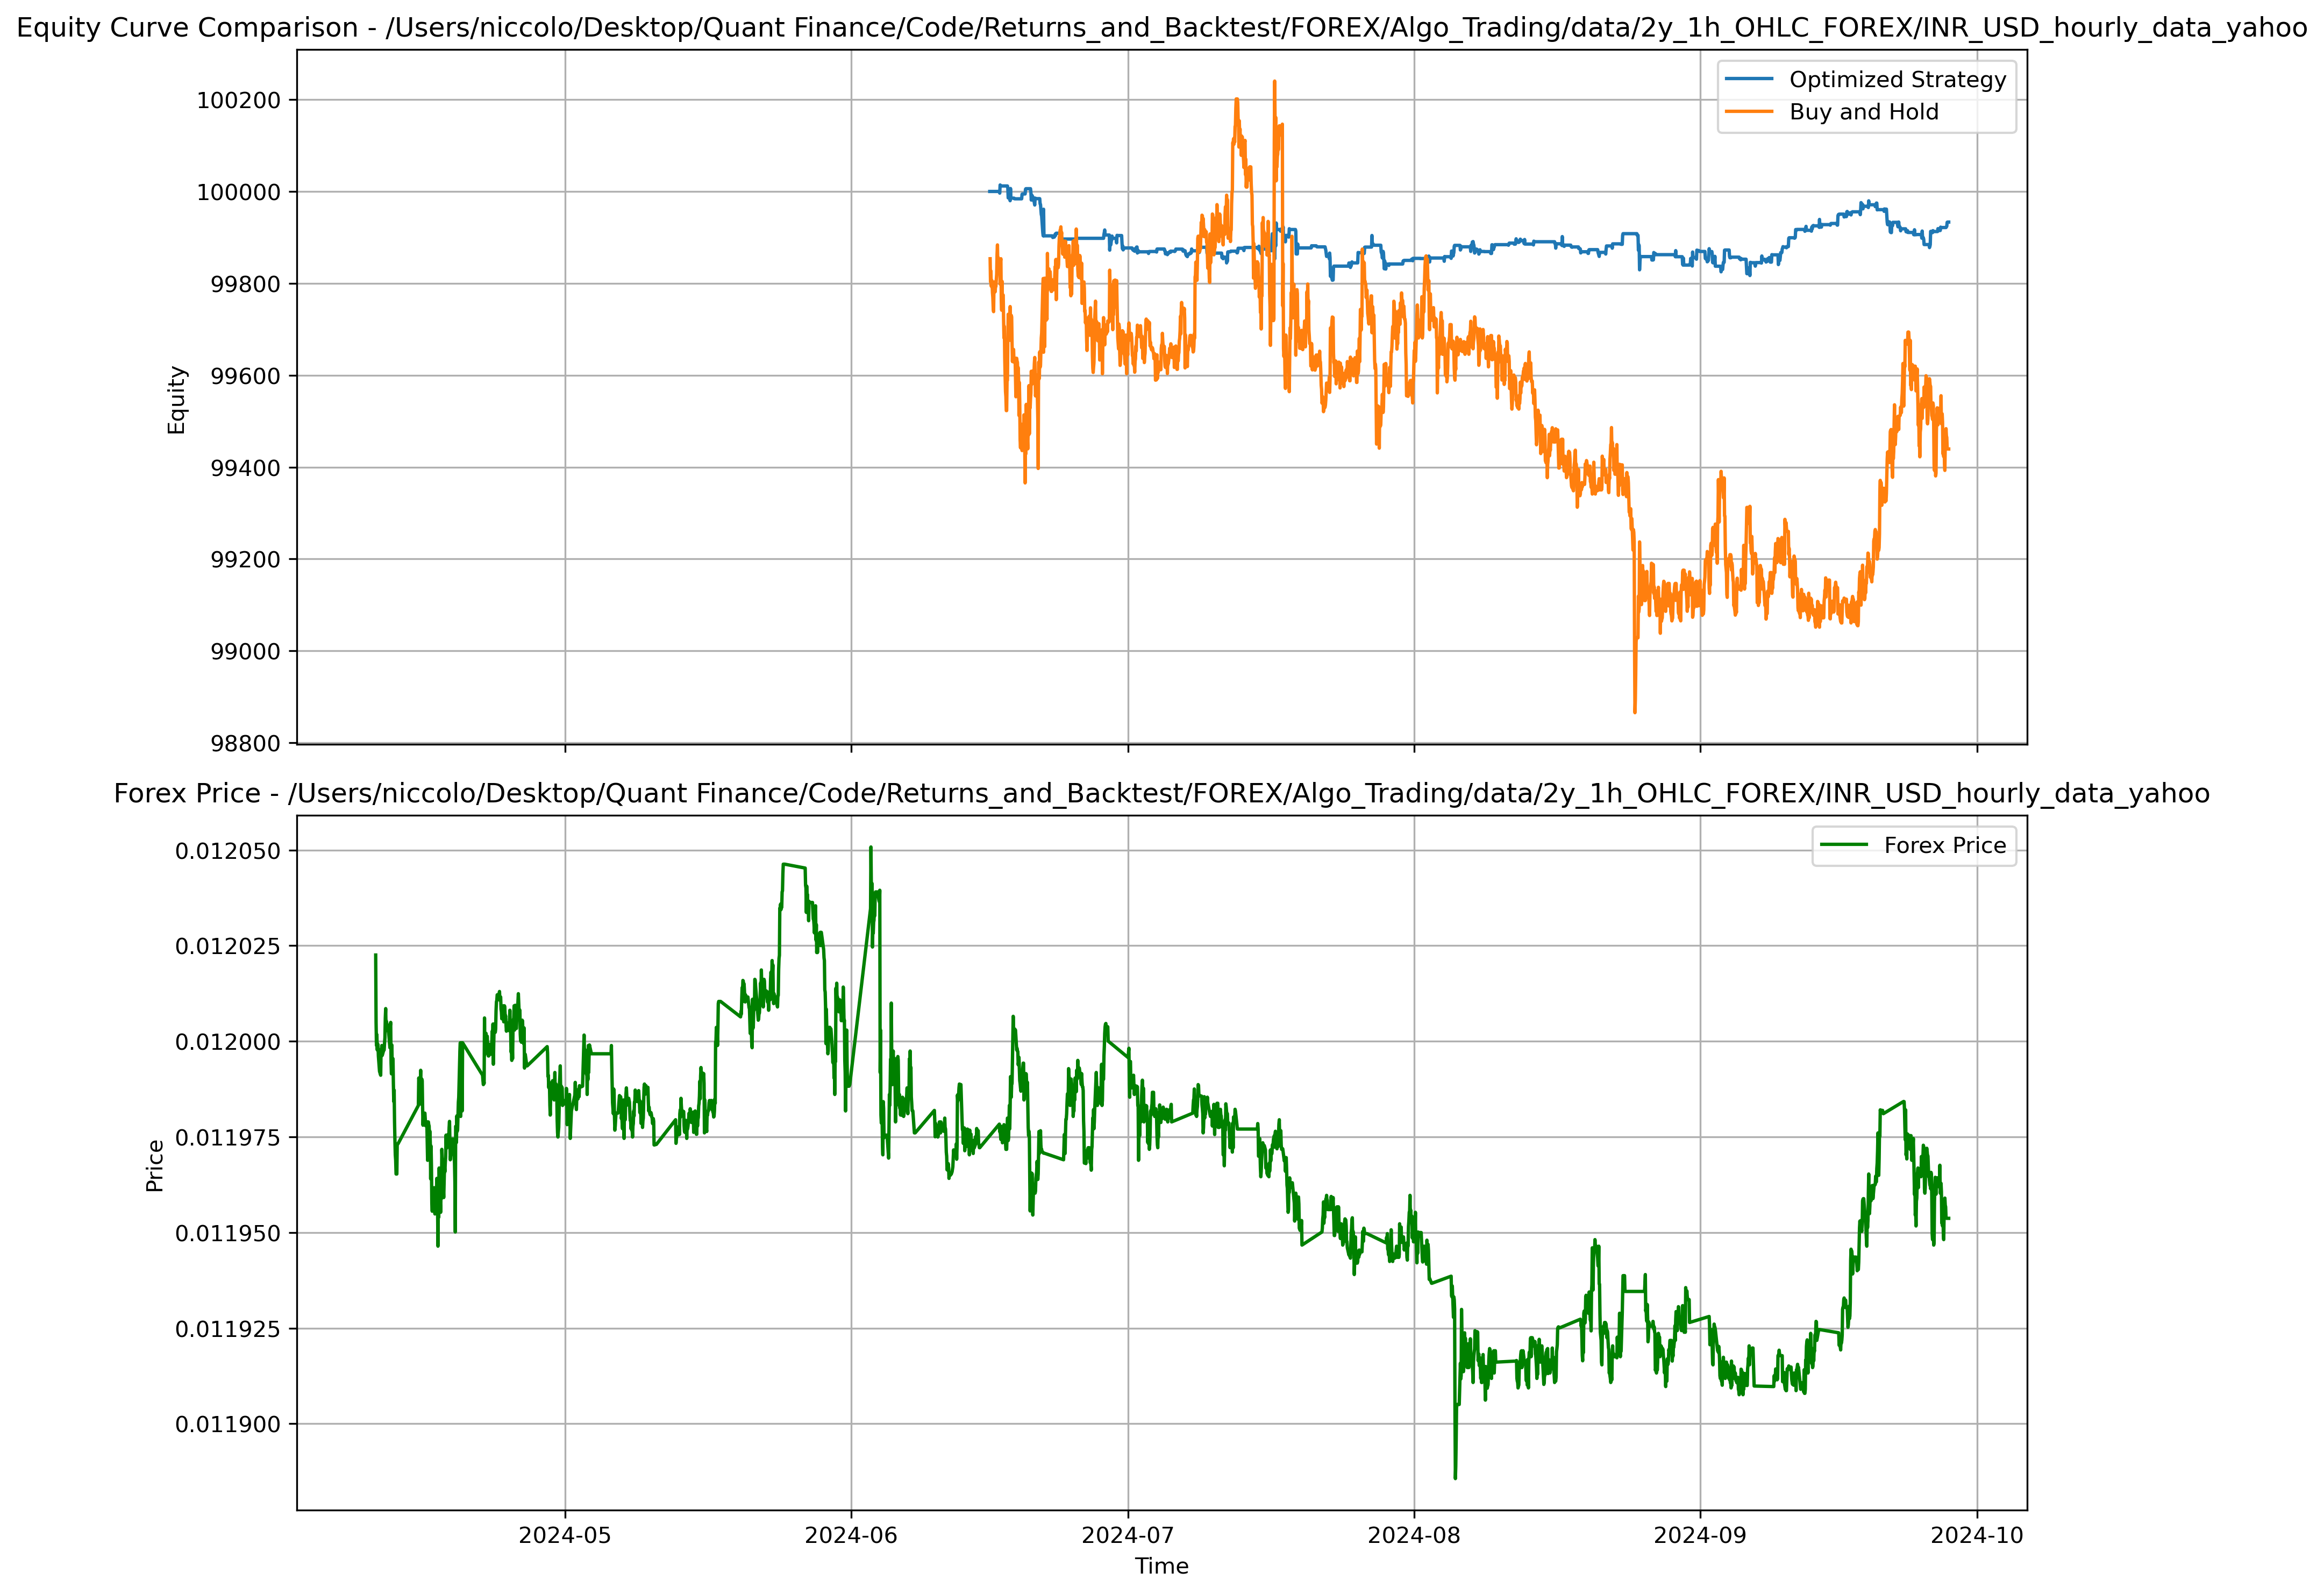 Equity Curve Comparison - /Users/niccolo/Desktop/Quant Finance/Code/Returns_and_Backtest/FOREX/Algo_Trading/data/2y_1h_OHLC_FOREX/INR_USD_hourly_data_yahoo
Optimized Strategy
Buy and Hold
100200
100000
99800
99600
99400
99200
99000
98800
Equity
Forex Price - /Users/niccolo/Desktop/Quant Finance/Code/Returns_and_Backtest/FOREX/Algo_Trading/data/2y_1h_OHLC_FOREX/INR_USD_hourly_data_yahoo
Forex Price
0.012050
0.012025
0.012000
0.011975
0.011950
0.011925
0.011900
Price
2024-05 2024-06 2024-07 2024-08 2024-09 2024-10
Time